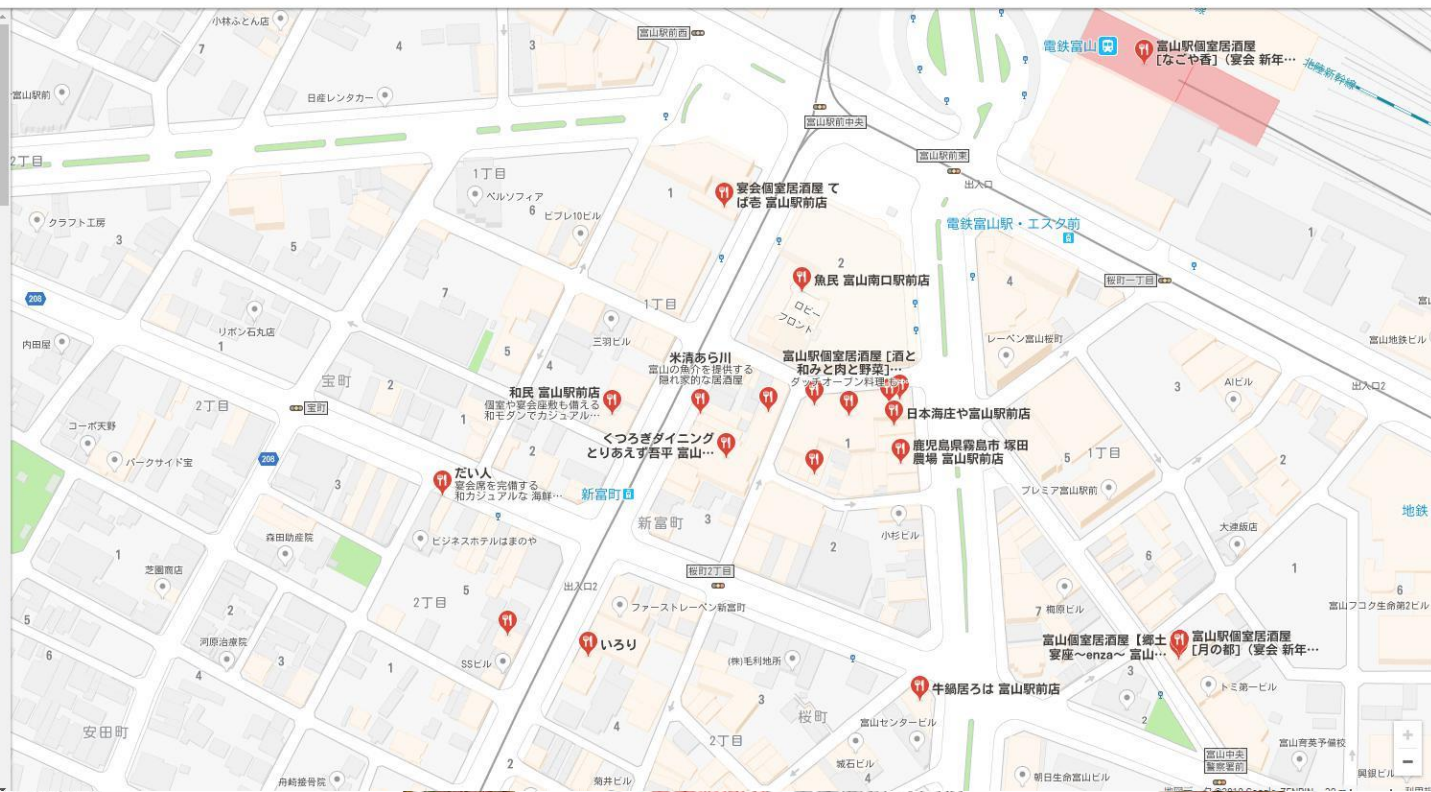 小林ふとん店
富山駅前西
電鉄富山
富山駅個室居酒屋
[なごや香] (宴会 新年…
7
4
3
富山駅前
日産レンタカー
北陸新幹線
富山駅前中央
2丁目
富山駅前東
出入口
1丁目
ベルソフィア
6
ビブレ10ビル
1
宴会個室居酒屋 て
ば壱 富山駅前店
クラフト工房
3
5
電鉄富山駅・エスタ前
1
2
魚民 富山南口駅前店
4
桜町一丁目
208
7
1丁目
ロビー
フロント
リボン石丸店
1
三羽ビル
レーベン富山桜町
富山地鉄ビル
内田屋
5
4
米清あら川
富山の魚介を提供する
隠れ家的な居酒屋
富山駅個室居酒屋 [酒と
和みと肉と野菜]…
ダッチオーブン料理も…
3
AIビル
出入口2
宝町
和民 富山駅前店
個室や宴会座敷も備える
和モダンでカジュアル…
2丁目
宝町
1
日本海庄や富山駅前店
コーポ天野
くつろぎダイニング
とりあえず吾平 富山…
1
鹿児島県霧島市 塚田
農場 富山駅前店
5
1丁目
2
パークサイド宝
208
2
だい人
宴会席を完備する
和カジュアルな 海鮮…
3
新富町
プレミア富山駅前
地鉄
新富町
3
大連飯店
森田助産院
ビジネスホテルはまのや
2
小杉ビル
1
芝園商店
桜町2丁目
6
1
出入口2
6
富山フコク生命第2ビル
2丁目
5
ファーストレーベン新富町
2
7
梅原ビル
5
河原治療院
いろり
富山個室居酒屋【郷土
宴座～enza～ 富山…
富山駅個室居酒屋
[月の都] (宴会 新年…
6
3
1
SSビル
(株)毛利地所
4
3
3
牛鍋居ろは 富山駅前店
トミ第一ビル
安田町
4
桜町
富山センタービル
2
2丁目
富山中央
警察署前
富山育英予備校
2
城石ビル
4
舟崎接骨院
菊井ビル
朝日生命富山ビル
興銀ビル